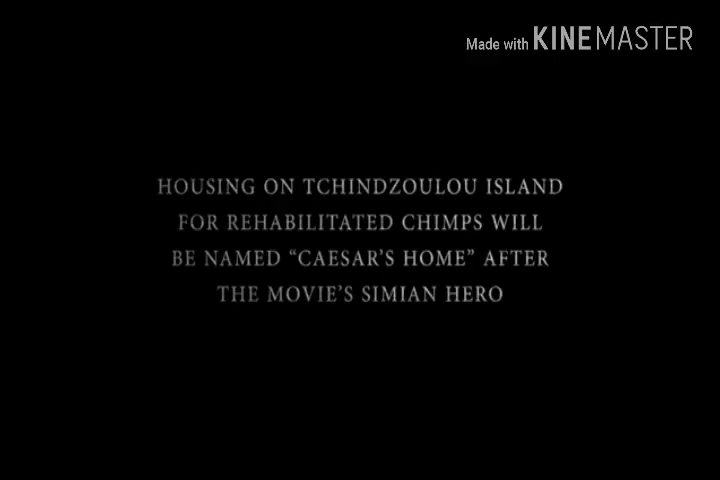 Made with KINEMASTER
HOUSING ON TCHINDZOULOU ISLAND
FOR REHABILITATED CHIMPS WILL
BE NAMED “CAESAR’S HOME” AFTER
THE MOVIE’S SIMIAN HERO